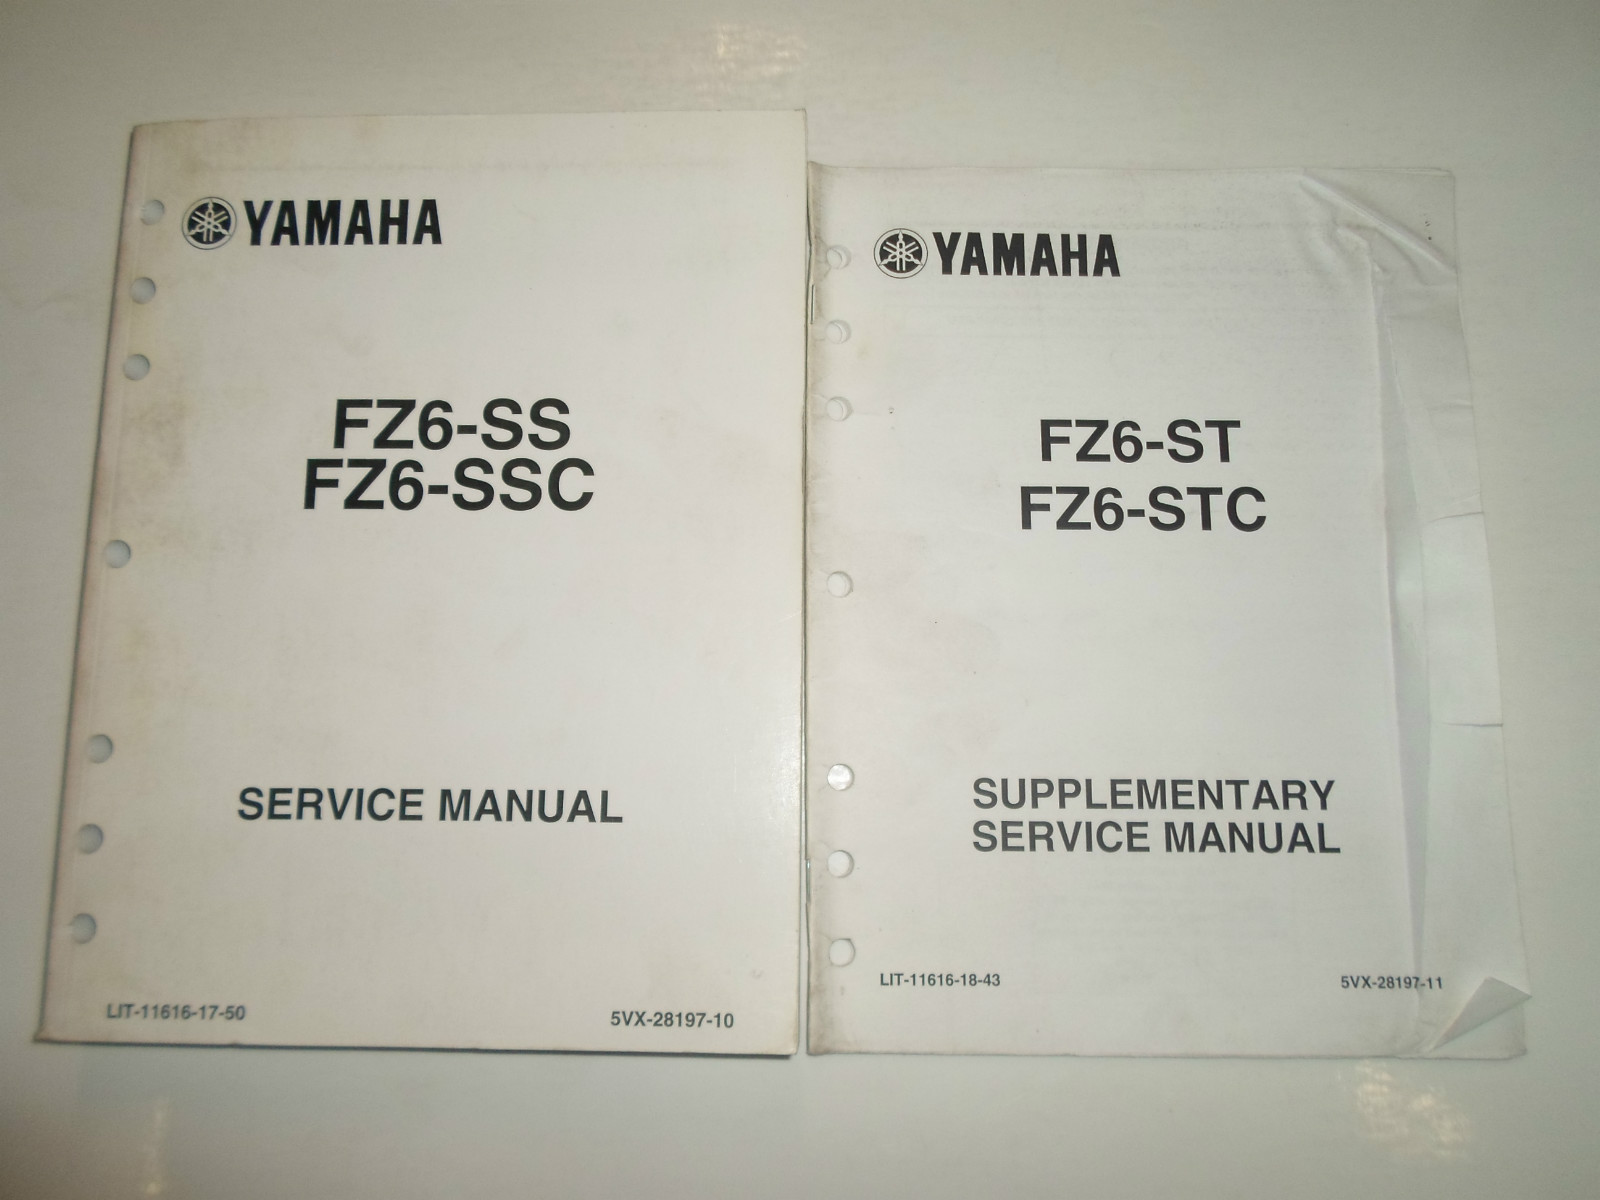 YAMAHA
FZ6-SS
FZ6-SSC
SERVICE MANUAL
LIT-11616-17-50
5VX-28197-10
YAMAHA
FZ6-ST
FZ6-STC
SUPPLEMENTARY
SERVICE MANUAL
LIT-11616-18-43
5VX-28197-11